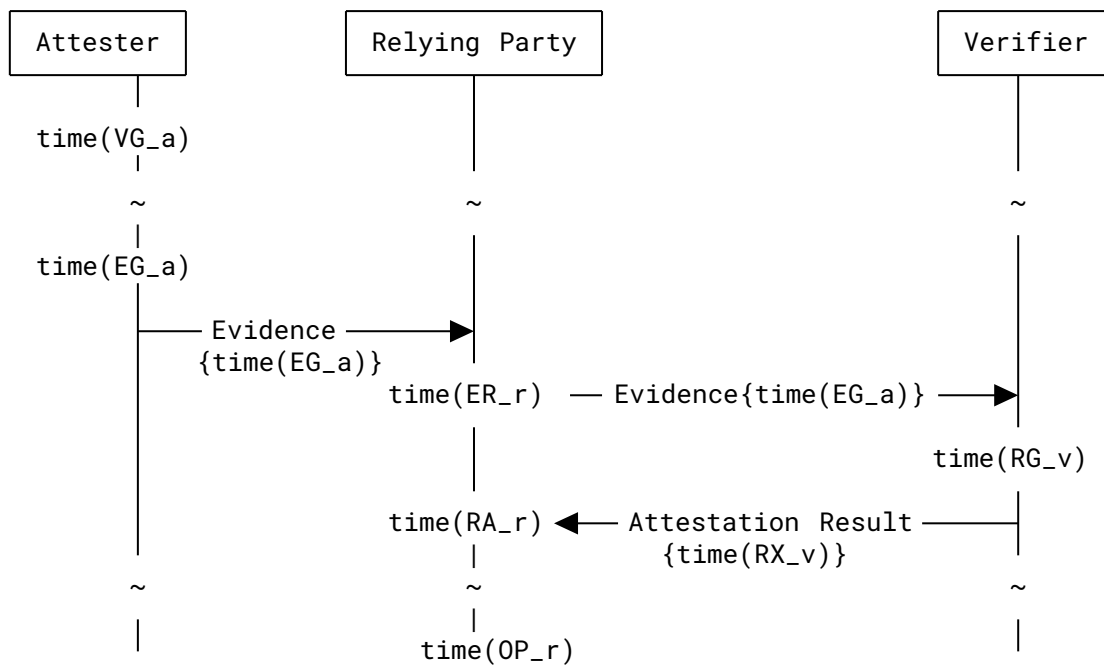 Attester
Relying Party
Verifier
time(VG_a)
~ ~ ~
time(EG_a)
Evidence
{time(EG_a)}
time(ER_r) Evidence{time(EG_a)}
time(RG_v)
time(RA_r) Attestation Result
{time(RX_v)}
~ ~ ~
time(OP_r)